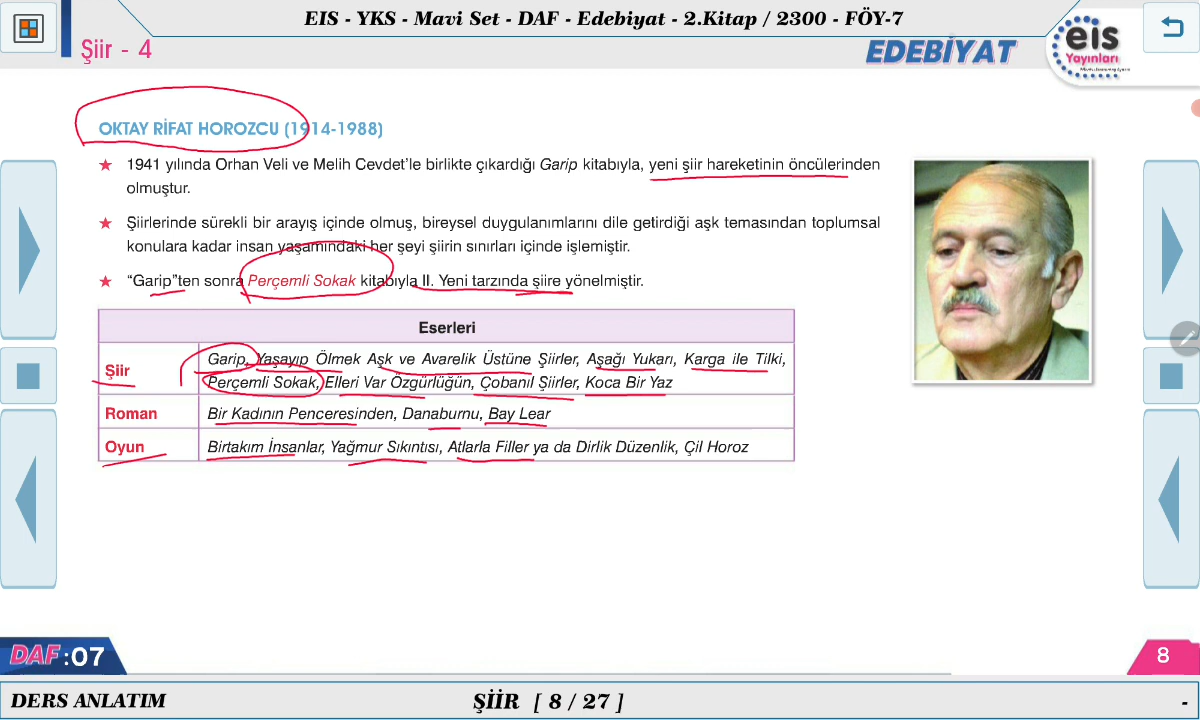 EIS - YKS - Mavi Set - DAF - Edebiyat - 2.Kitap / 2300 - FÖY-7
Şiir - 4
EDEBİYAT
eis
Yayınları
OKTAY RİFAT HOROZCU (1914-1988)
★ 1941 yılında Orhan Veli ve Melih Cevdet'le birlikte çıkardığı Garip kitabıyla, yeni şiir hareketinin öncülerinden
olmuştur.
★ Şiirlerinde sürekli bir arayış içinde olmuş, bireysel duygulanımlarını dile getirdiği aşk temasından toplumsal
konulara kadar insan yaşamındaki her şeyi şiirin sınırları içinde işlemiştir.
★ "Garip"ten sonra Perçemli Sokak kitabıyla II. Yeni tarzında şiire yönelmiştir.
Eserleri
Şiir
Garip, Yaşayıp Ölmek Aşk ve Avarelik Üstüne Şiirler, Aşağı Yukarı, Karga ile Tilki,
Perçemli Sokak, Elleri Var Özgürlüğün, Çobanıl Şiirler, Koca Bir Yaz
Roman
Bir Kadının Penceresinden, Danaburnu, Bay Lear
Oyun
Birtakım İnsanlar, Yağmur Sıkıntısı, Atlarla Filler ya da Dirlik Düzenlik, Çil Horoz
DAF:07
8
DERS ANLATIM
ŞİİR [ 8 / 27 ]
-